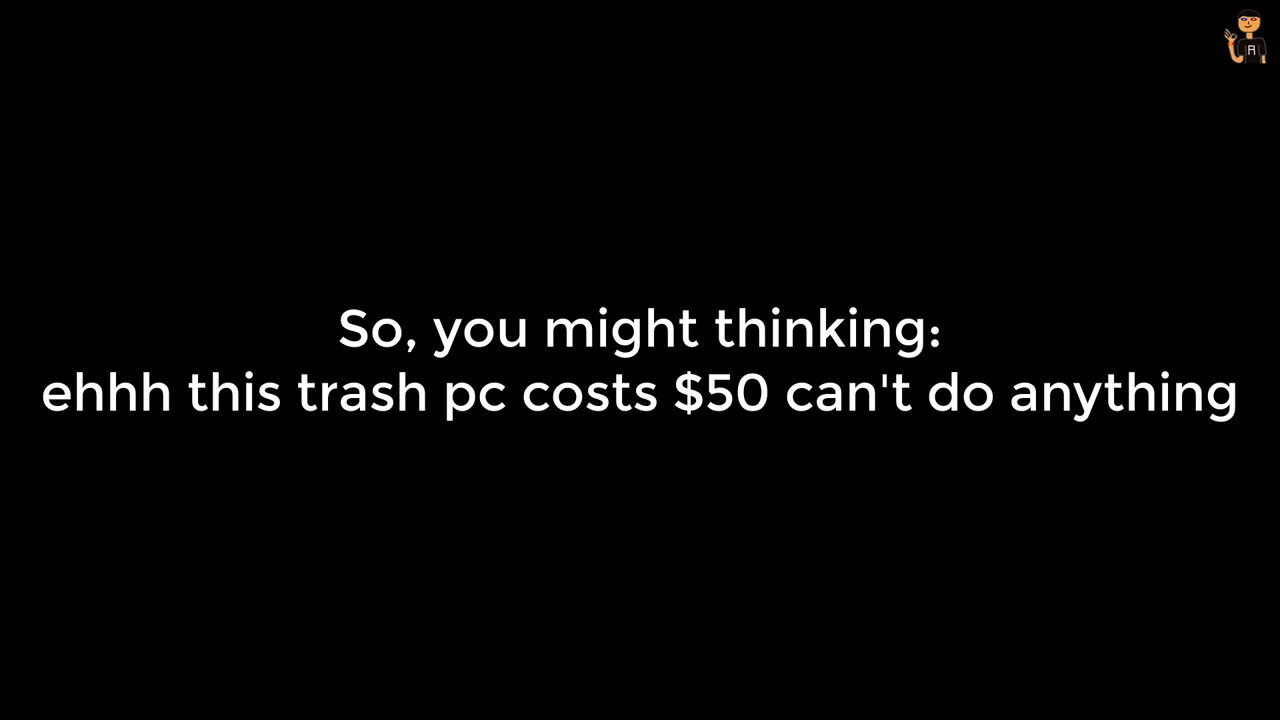 So, you might thinking:
ehhh this trash pc costs $50 can't do anything